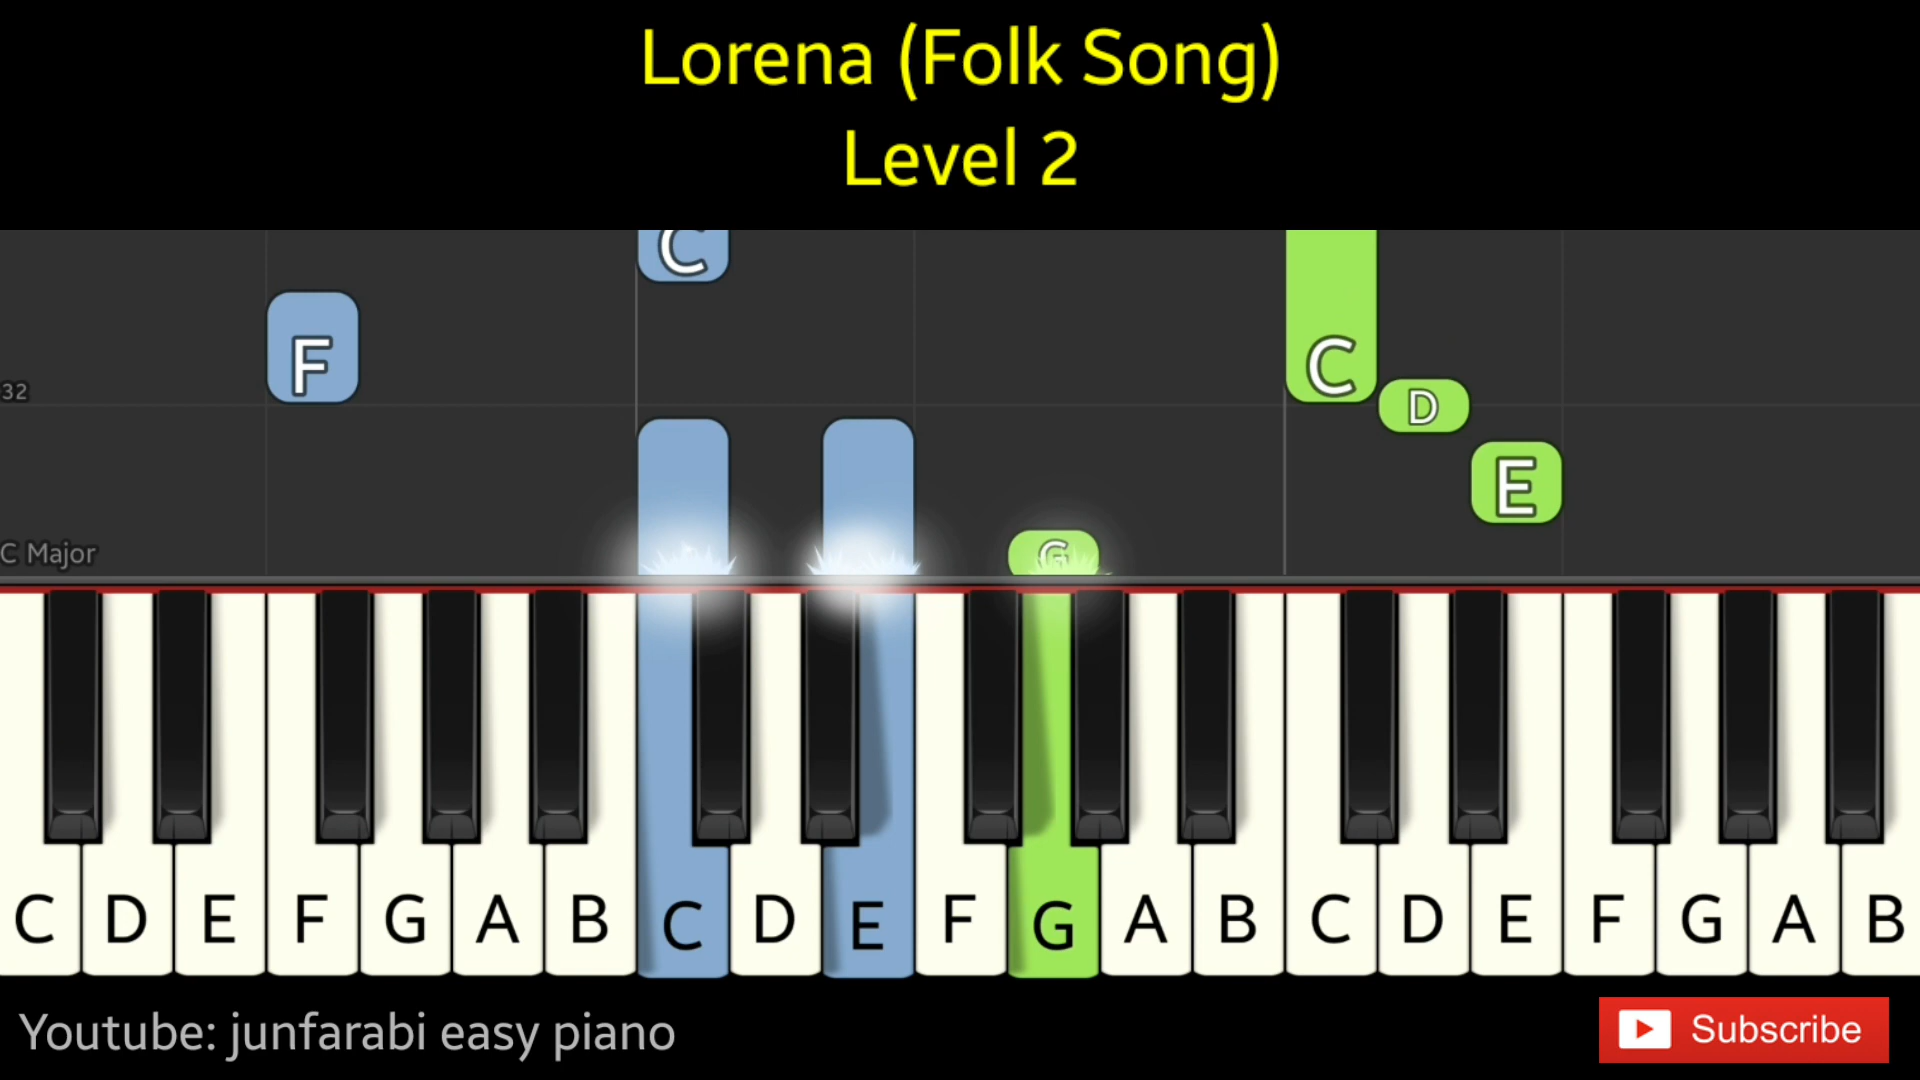 Lorena (Folk Song)
Level 2
C
F
C
32
D
E
C Major
G
C D E F G A B C D E F G A B C D E F G A B
Youtube: junfarabi easy piano
Subscribe